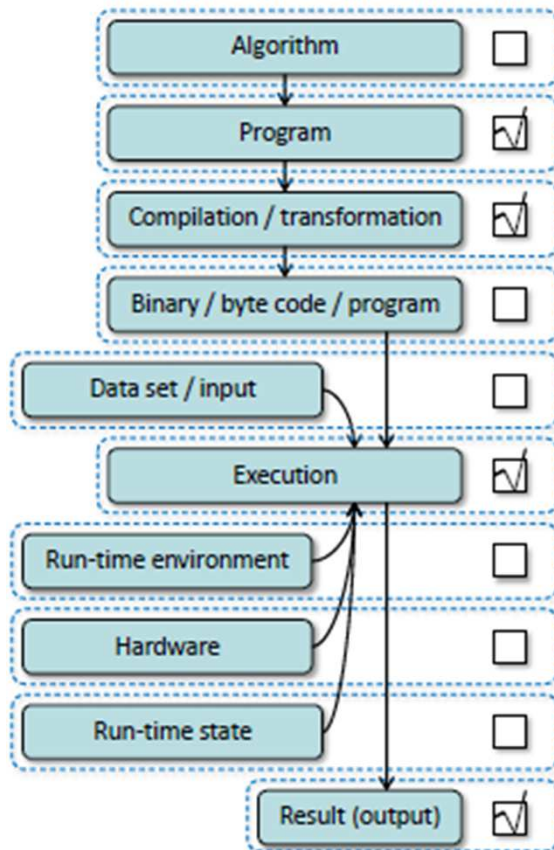 Algorithm
Program
Compilation / transformation
Binary / byte code / program
Data set / input
Execution
Run-time environment
Hardware
Run-time state
Result (output)